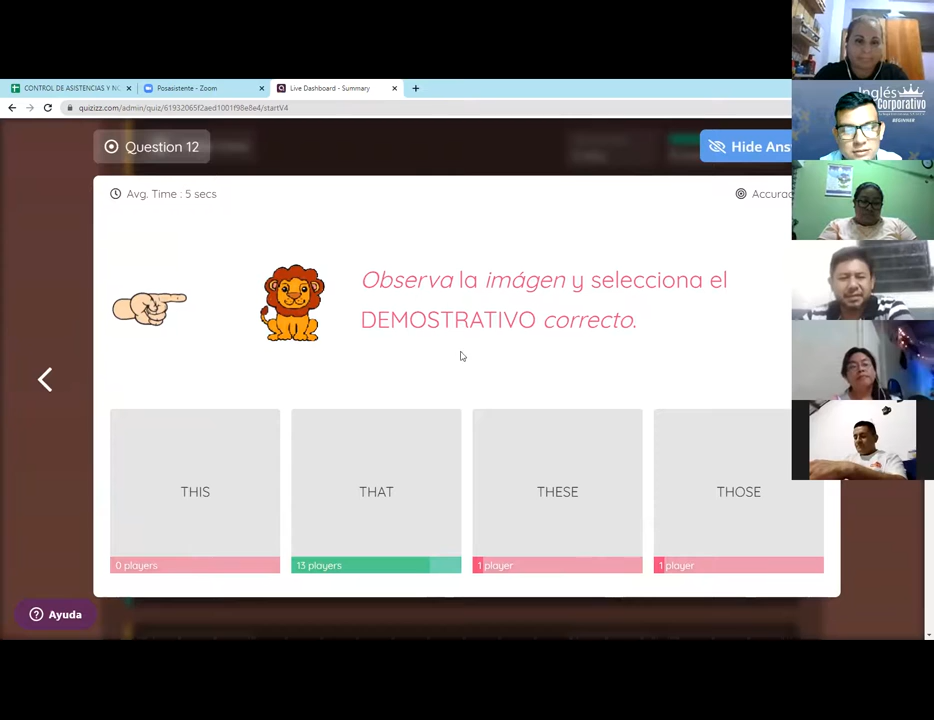 CONTROL DE ASISTENCIAS Y N
Posasistente - Zoom
Live Dashboard - Summary
quizizz.com/admin/quiz/61932065f2aed1001f98e8e4/startV4
Question 12
Hide Ans
Inglés
Corporativo
BEGINNER
Avg. Time : 5 secs
Accurac
Observa la imágen y selecciona el
DEMOSTRATIVO correcto.
THIS
THAT
THESE
THOSE
0 players
13 players
1 player
1 player
Ayuda